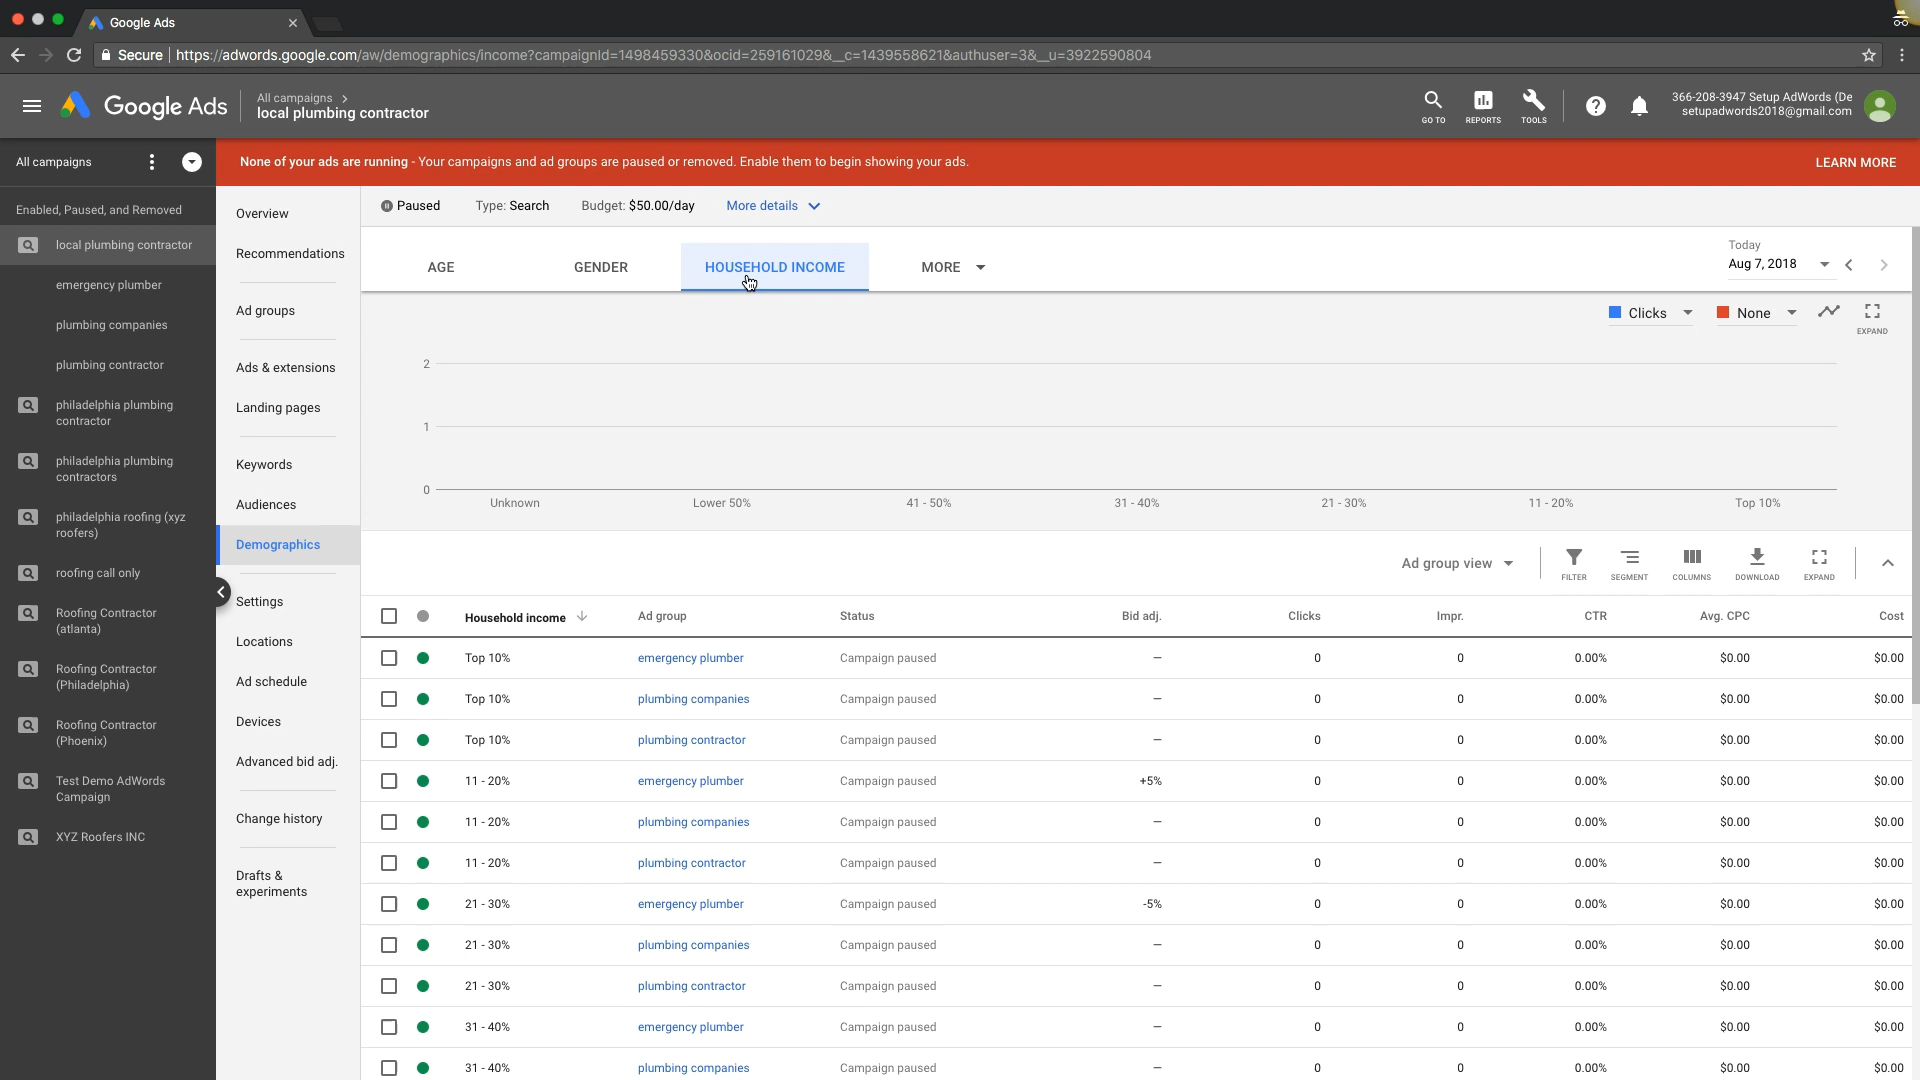 Google Ads
Secure | https://adwords.google.com/aw/demographics/income?campaignId=1498459330&ocid=259161029&__c=1439558621&authuser=3&__u=3922590804
Google Ads
All campaigns >
local plumbing contractor
GO TO
REPORTS
TOOLS
366-208-3947 Setup AdWords (De
setupadwords2018@gmail.com
All campaigns
None of your ads are running - Your campaigns and ad groups are paused or removed. Enable them to begin showing your ads.
LEARN MORE
Enabled, Paused, and Removed
local plumbing contractor
emergency plumber
plumbing companies
plumbing contractor
philadelphia plumbing
contractor
philadelphia plumbing
contractors
philadelphia roofing (xyz
roofers)
roofing call only
Roofing Contractor
(atlanta)
Roofing Contractor
(Philadelphia)
Roofing Contractor
(Phoenix)
Test Demo AdWords
Campaign
XYZ Roofers INC
Overview
Recommendations
Ad groups
Ads & extensions
Landing pages
Keywords
Audiences
Demographics
Settings
Locations
Ad schedule
Devices
Advanced bid adj.
Change history
Drafts &
experiments
Paused Type: Search Budget: $50.00/day More details
AGE GENDER HOUSEHOLD INCOME MORE
Today
Aug 7, 2018
Clicks None
EXPAND
2
1
0
Unknown Lower 50% 41 - 50% 31 - 40% 21 - 30% 11 - 20% Top 10%
Ad group view
FILTER SEGMENT COLUMNS DOWNLOAD EXPAND
Household income Ad group Status Bid adj. Clicks Impr. CTR Avg. CPC Cost
Top 10% emergency plumber Campaign paused — 0 0 0.00% $0.00 $0.00
Top 10% plumbing companies Campaign paused — 0 0 0.00% $0.00 $0.00
Top 10% plumbing contractor Campaign paused — 0 0 0.00% $0.00 $0.00
11 - 20% emergency plumber Campaign paused +5% 0 0 0.00% $0.00 $0.00
11 - 20% plumbing companies Campaign paused — 0 0 0.00% $0.00 $0.00
11 - 20% plumbing contractor Campaign paused — 0 0 0.00% $0.00 $0.00
21 - 30% emergency plumber Campaign paused -5% 0 0 0.00% $0.00 $0.00
21 - 30% plumbing companies Campaign paused — 0 0 0.00% $0.00 $0.00
21 - 30% plumbing contractor Campaign paused — 0 0 0.00% $0.00 $0.00
31 - 40% emergency plumber Campaign paused — 0 0 0.00% $0.00 $0.00
31 - 40% plumbing companies Campaign paused — 0 0 0.00% $0.00 $0.00